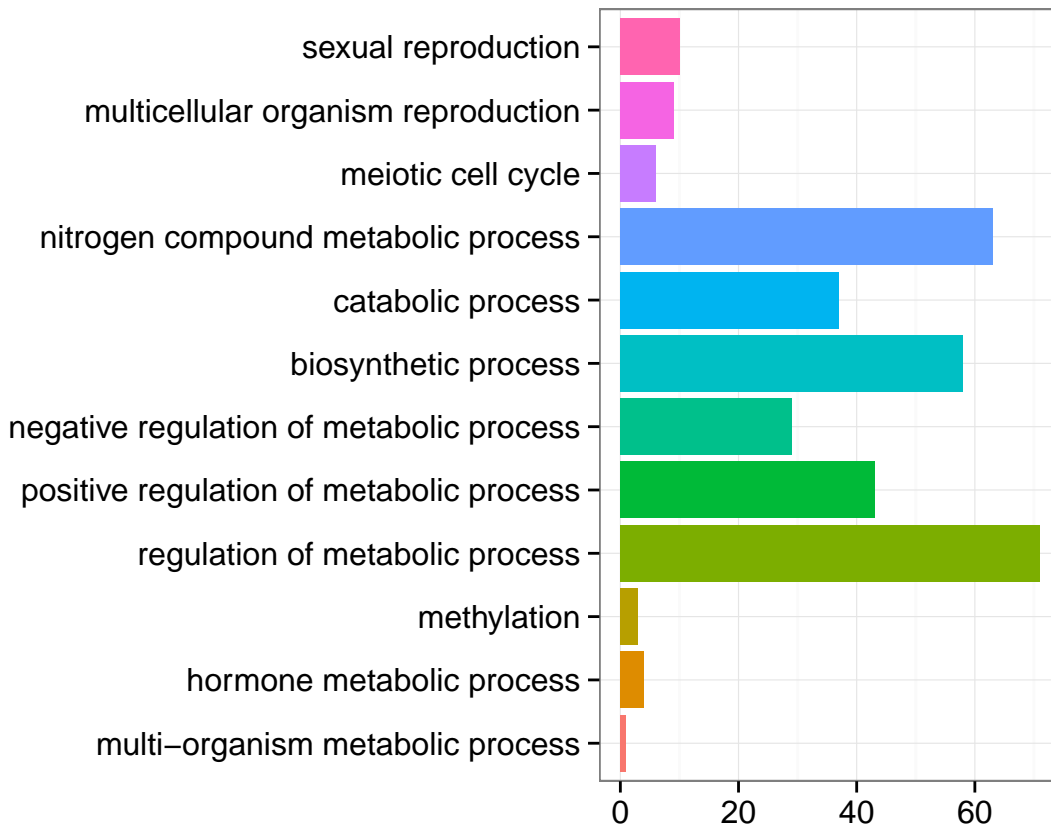 sexual reproduction
multicellular organism reproduction
meiotic cell cycle
nitrogen compound metabolic process
catabolic process
biosynthetic process
negative regulation of metabolic process
positive regulation of metabolic process
regulation of metabolic process
methylation
hormone metabolic process
multi−organism metabolic process
0 20 40 60